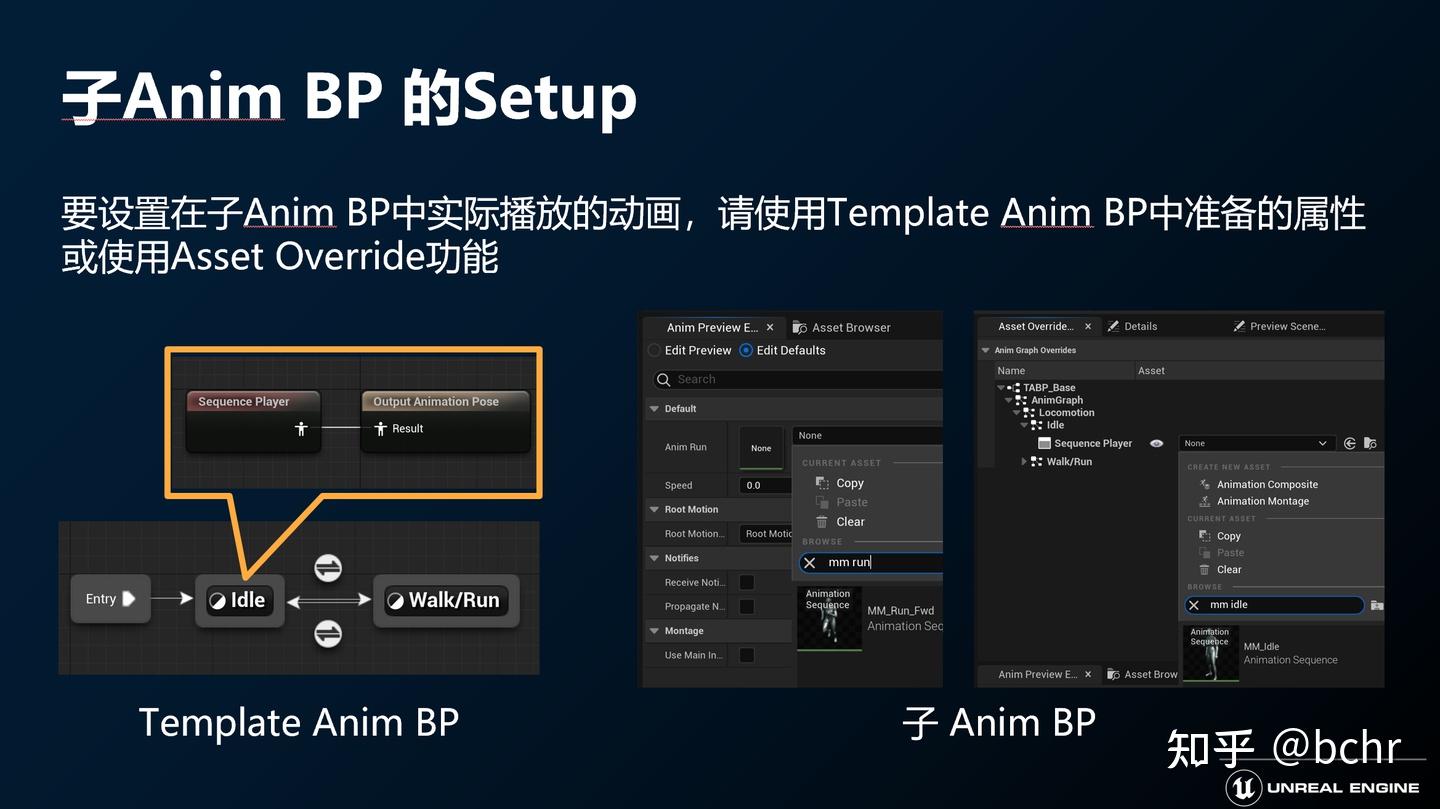 子Anim BP 的Setup
要设置在子Anim BP中实际播放的动画，请使用Template Anim BP中准备的属性
或使用Asset Override功能
Sequence Player
Output Animation Pose
Result
Entry
Idle
Walk/Run
Template Anim BP
Anim Preview E...
Asset Browser
Edit Preview
Edit Defaults
Search
Default
Anim Run
None
None
CURRENT ASSET
Copy
Paste
Clear
BROWSE
mm run
Speed
0.0
Root Motion
Root Motion...
Root Motio
Notifies
Receive Noti...
Propagate N...
Montage
Use Main In...
Animation
Sequence
MM_Run_Fwd
Animation Sec
Asset Override...
Details
Preview Scene...
Anim Graph Overrides
Name
Asset
TABP_Base
AnimGraph
Locomotion
Idle
Sequence Player
None
Walk/Run
CREATE NEW ASSET
Animation Composite
Animation Montage
CURRENT ASSET
Copy
Paste
Clear
BROWSE
mm idle
Animation
Sequence
MM_Idle
Animation Sequence
Anim Preview E...
Asset Brow
子 Anim BP
知乎 @bchr
UNREAL ENGINE